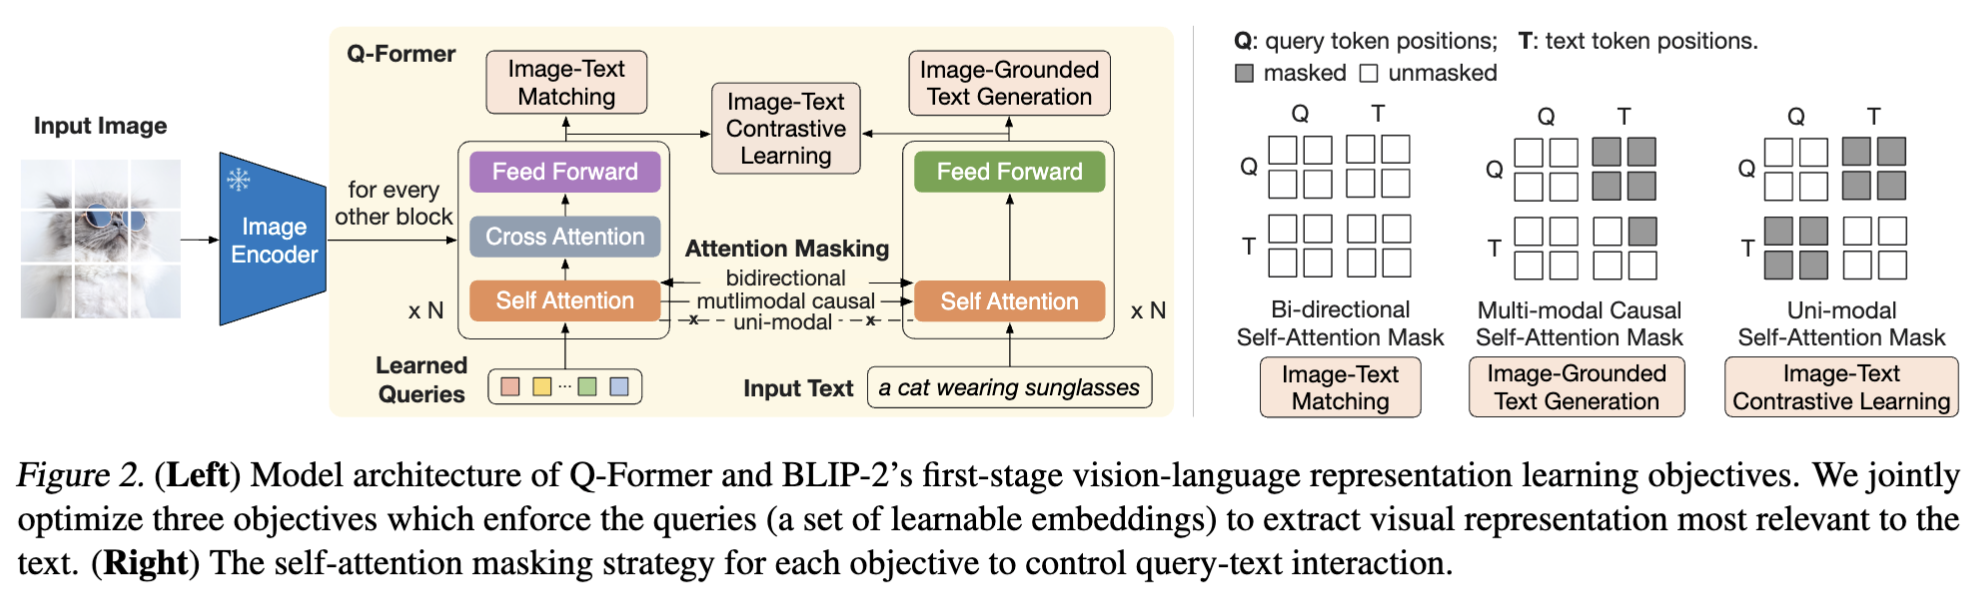 Input Image
Image
Encoder
for every
other block
Q-Former
Image-Text
Matching
Image-Text
Contrastive
Learning
Image-Grounded
Text Generation
Feed Forward
Cross Attention
Self Attention
x N
Attention Masking
bidirectional
mutlimodal causal
x uni-modal x
Feed Forward
Self Attention
x N
Learned
Queries
...
Input Text
a cat wearing sunglasses
Q: query token positions; T: text token positions.
masked unmasked
Q T
Q
T
Bi-directional
Self-Attention Mask
Image-Text
Matching
Q T
Q
T
Multi-modal Causal
Self-Attention Mask
Image-Grounded
Text Generation
Q T
Q
T
Uni-modal
Self-Attention Mask
Image-Text
Contrastive Learning
Figure 2. (Left) Model architecture of Q-Former and BLIP-2's first-stage vision-language representation learning objectives. We jointly
optimize three objectives which enforce the queries (a set of learnable embeddings) to extract visual representation most relevant to the
text. (Right) The self-attention masking strategy for each objective to control query-text interaction.